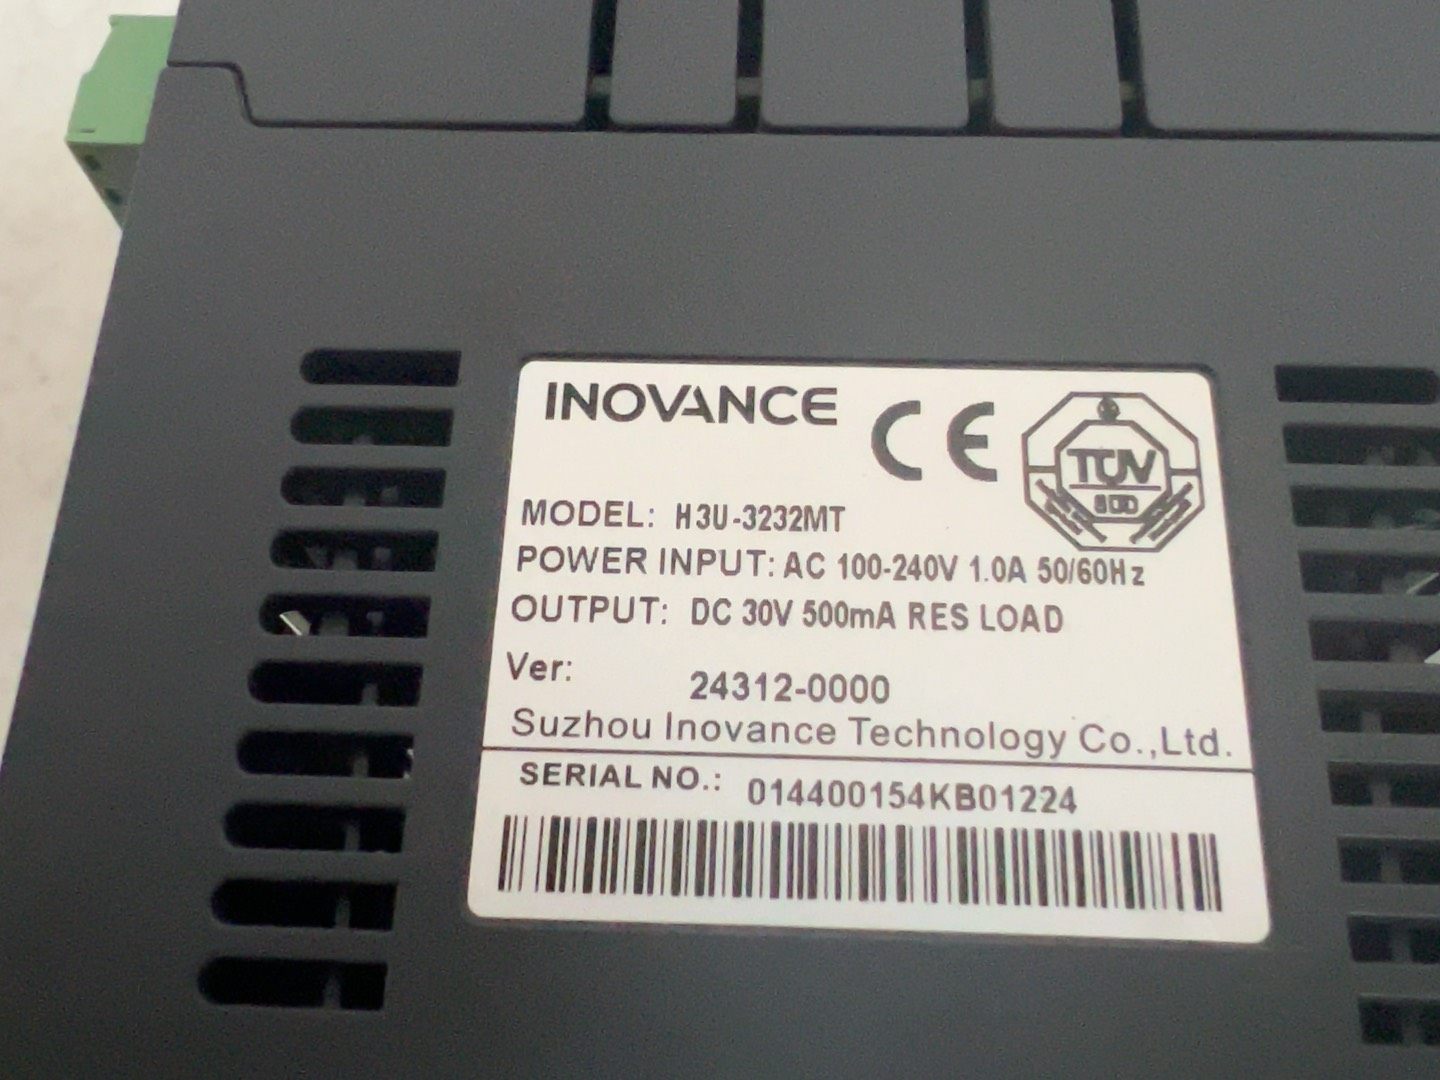 INOVANCE
CE
TÜV
MODEL: H3U-3232MT
POWER INPUT: AC 100-240V 1.0A 50/60Hz
OUTPUT: DC 30V 500mA RES LOAD
Ver: 24312-0000
Suzhou Inovance Technology Co.,Ltd.
SERIAL NO.: 014400154KB01224